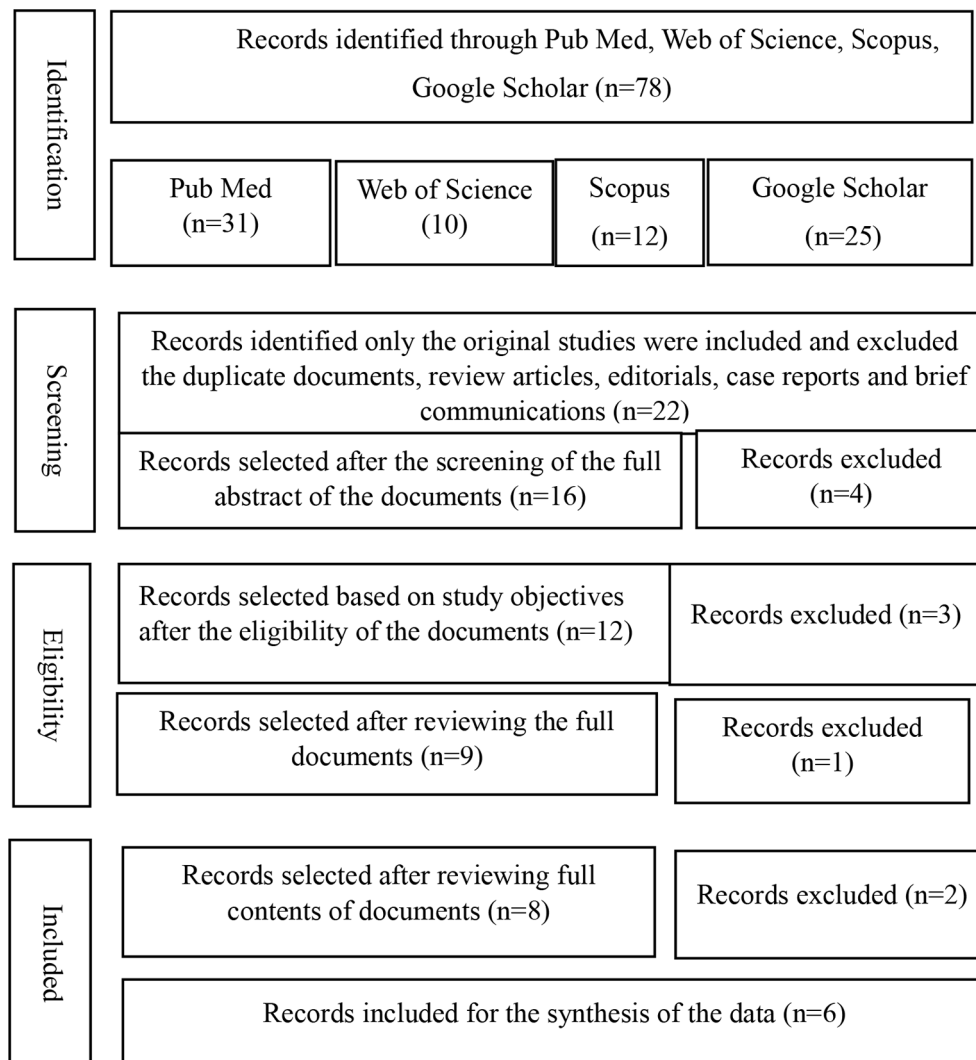 Identification
Records identified through Pub Med, Web of Science, Scopus,
Google Scholar (n=78)
Pub Med
(n=31)
Web of Science
(10)
Scopus
(n=12)
Google Scholar
(n=25)
Screening
Records identified only the original studies were included and excluded
the duplicate documents, review articles, editorials, case reports and brief
communications (n=22)
Records selected after the screening of the full
abstract of the documents (n=16)
Records excluded
(n=4)
Eligibility
Records selected based on study objectives
after the eligibility of the documents (n=12)
Records excluded (n=3)
Records selected after reviewing the full
documents (n=9)
Records excluded
(n=1)
Included
Records selected after reviewing full
contents of documents (n=8)
Records excluded (n=2)
Records included for the synthesis of the data (n=6)